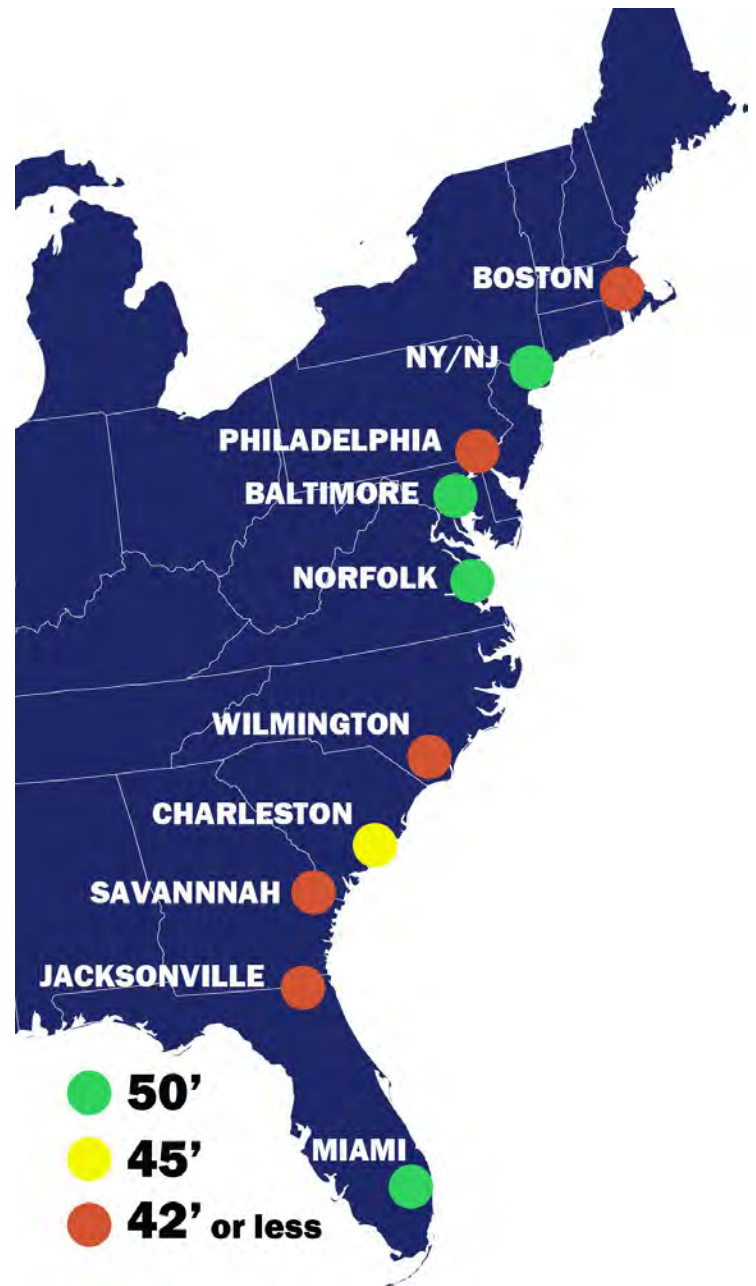 BOSTON
NY/NJ
PHILADELPHIA
BALTIMORE
NORFOLK
WILMINGTON
CHARLESTON
SAVANNNAH
JACKSONVILLE
50’
45’
MIAMI
42’ or less